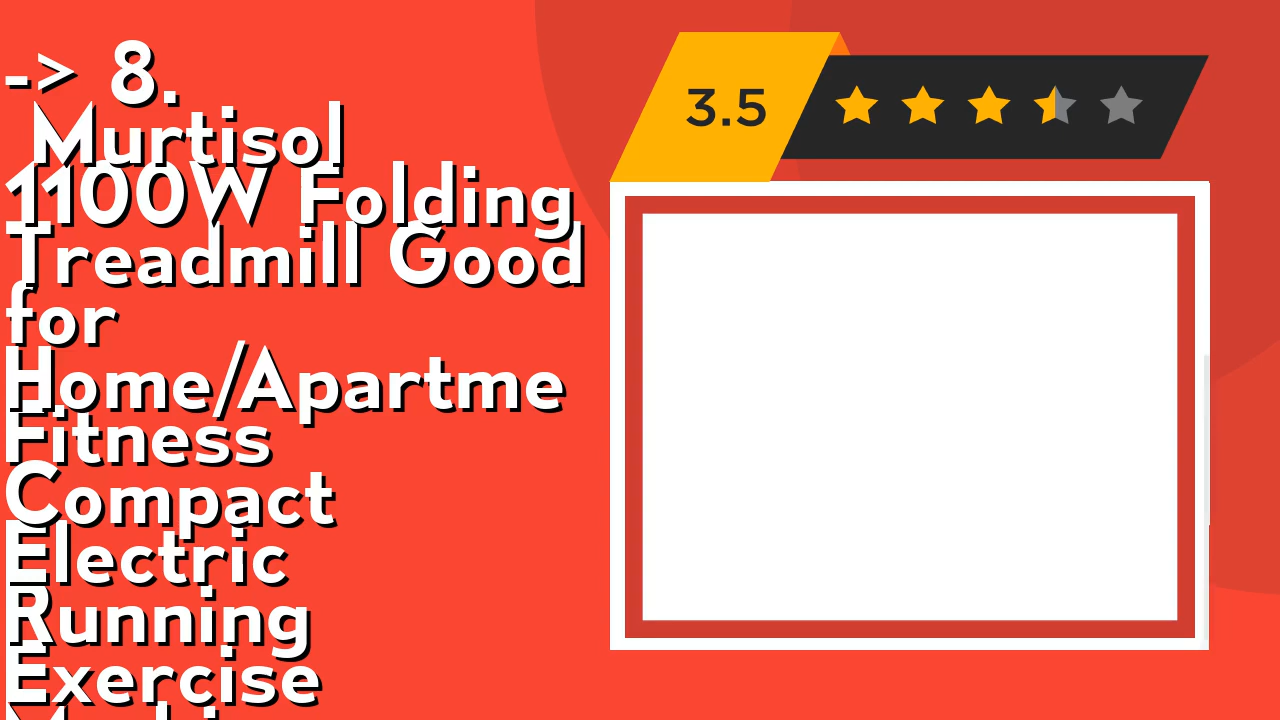 -> 8.
Murtisol
1100W Folding
Treadmill Good
for
Home/Apartme
Fitness
Compact
Electric
Running
Exercise
3.5